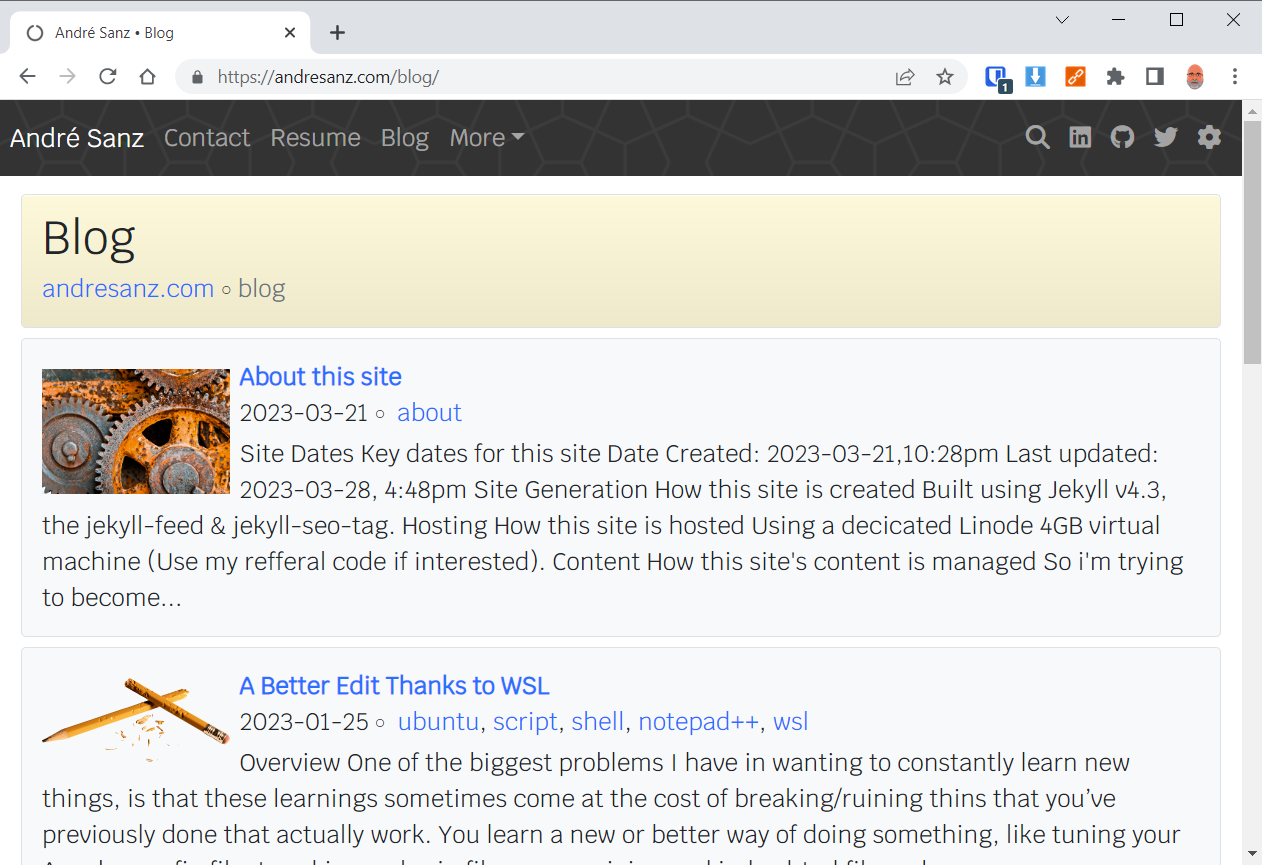 André Sanz • Blog
https://andresanz.com/blog/
1
André Sanz Contact Resume Blog More
Blog
andresanz.com ○ blog
About this site
2023-03-21 ○ about
Site Dates Key dates for this site Date Created: 2023-03-21,10:28pm Last updated:
2023-03-28, 4:48pm Site Generation How this site is created Built using Jekyll v4.3,
the jekyll-feed & jekyll-seo-tag. Hosting How this site is hosted Using a decicated Linode 4GB virtual
machine (Use my refferal code if interested). Content How this site's content is managed So i'm trying
to become...
A Better Edit Thanks to WSL
2023-01-25 ○ ubuntu, script, shell, notepad++, wsl
Overview One of the biggest problems I have in wanting to constantly learn new
things, is that these learnings sometimes come at the cost of breaking/ruining thins that you’ve
previously done that actually work. You learn a new or better way of doing something, like tuning your